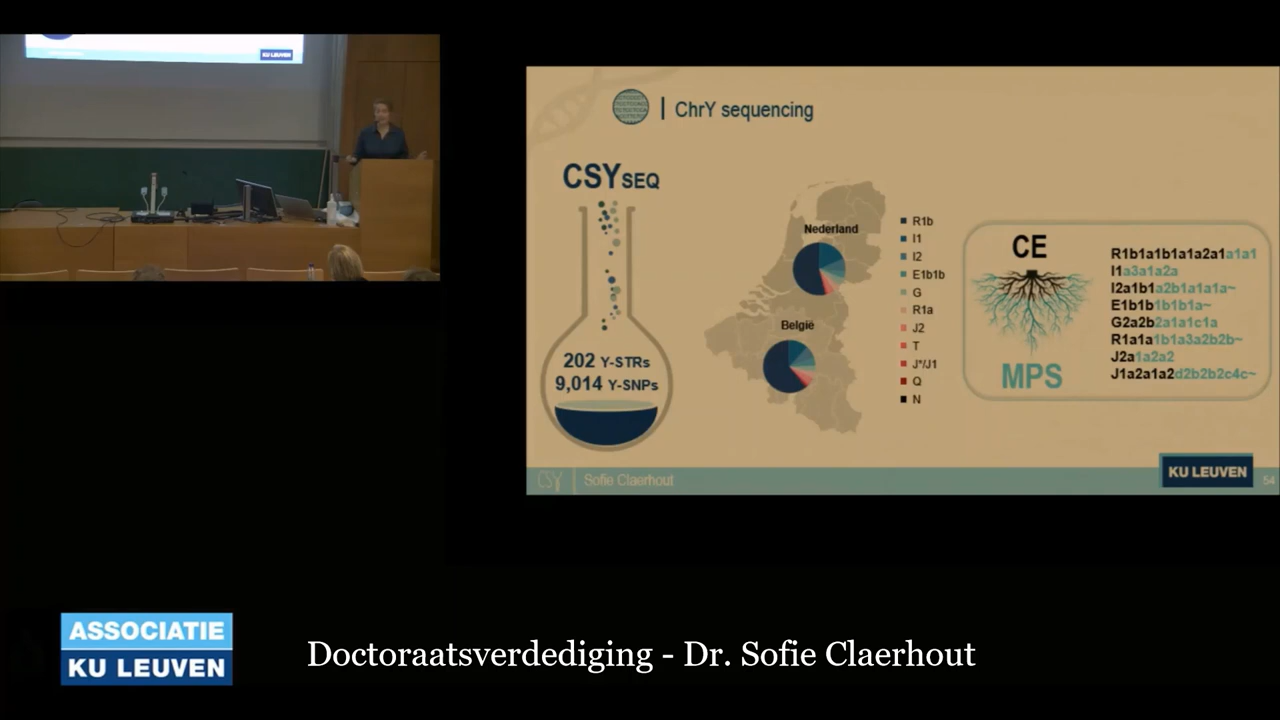 KU LEUVEN
| ChrY sequencing
CSYSEQ
202 Y-STRs
9,014 Y-SNPs
Nederland
België
R1b
I1
I2
E1b1b
G
R1a
J2
T
J*/J1
Q
N
CE
MPS
R1b1a1b1a1a2a1a1a1
I1a3a1a2a
I2a1b1a2b1a1a1a~
E1b1b1b1b1a~
G2a2b2a1a1c1a
R1a1a1b1a3a2b2b~
J2a1a2a2
J1a2a1a2d2b2b2c4c~
CSY
Sofie Claerhout
KU LEUVEN
54
ASSOCIATIE
KU LEUVEN
Doctoraatsverdediging - Dr. Sofie Claerhout